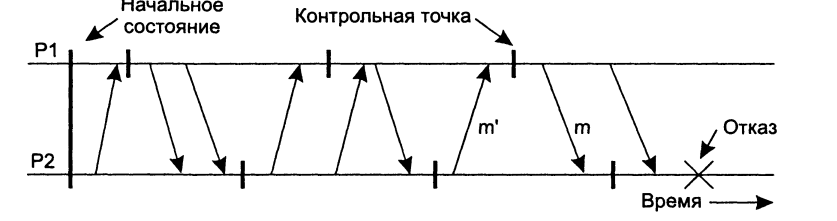 Начальное
состояние
Контрольная точка
P1
m'
m
Отказ
P2
Время